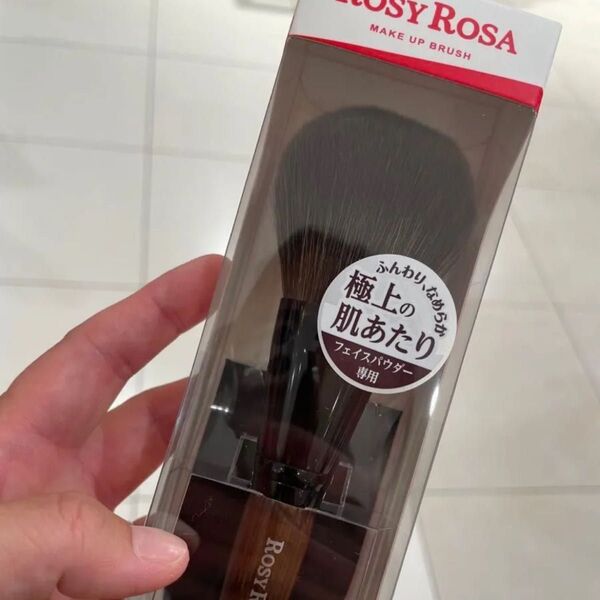 ROSY ROSA
MAKE UP BRUSH
ふんわり、なめらか
極上の
肌あたり
フェイスパウダー
専用
ROSY R